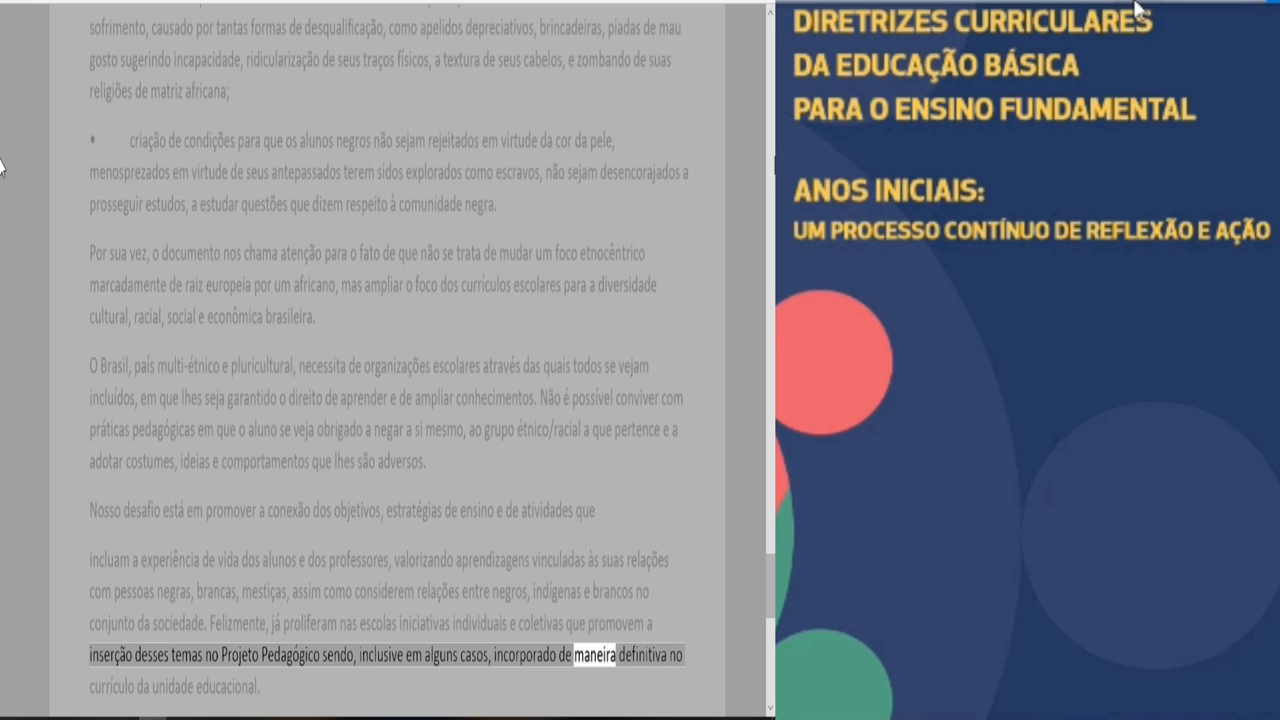 sofrimento, causado por tantas formas de desqualificação, como apelidos depreciativos, brincadeiras, piadas de mau
gosto sugerindo incapacidade, ridicularização de seus traços físicos, a textura de seus cabelos, e zombando de suas
religiões de matriz africana;
• criação de condições para que os alunos negros não sejam rejeitados em virtude da cor da pele,
menosprezados em virtude de seus antepassados terem sidos explorados como escravos, não sejam desencorajados a
prosseguir estudos, a estudar questões que dizem respeito à comunidade negra.
Por sua vez, o documento nos chama atenção para o fato de que não se trata de mudar um foco etnocêntrico
marcadamente de raiz europeia por um africano, mas ampliar o foco dos currículos escolares para a diversidade
cultural, racial, social e econômica brasileira.
O Brasil, país multi-étnico e pluricultural, necessita de organizações escolares através das quais todos se vejam
incluídos, em que lhes seja garantido o direito de aprender e de ampliar conhecimentos. Não é possível conviver com
práticas pedagógicas em que o aluno se veja obrigado a negar a si mesmo, ao grupo étnico/racial a que pertence e a
adotar costumes, ideias e comportamentos que lhes são adversos.
Nosso desafio está em promover a conexão dos objetivos, estratégias de ensino e de atividades que
incluam a experiência de vida dos alunos e dos professores, valorizando aprendizagens vinculadas às suas relações
com pessoas negras, brancas, mestiças, assim como considerem relações entre negros, indígenas e brancos no
conjunto da sociedade. Felizmente, já proliferam nas escolas iniciativas individuais e coletivas que promovem a
inserção desses temas no Projeto Pedagógico sendo, inclusive em alguns casos, incorporado de maneira definitiva no
currículo da unidade educacional.
DIRETRIZES CURRICULARES
DA EDUCAÇÃO BÁSICA
PARA O ENSINO FUNDAMENTAL
ANOS INICIAIS:
UM PROCESSO CONTÍNUO DE REFLEXÃO E AÇÃO